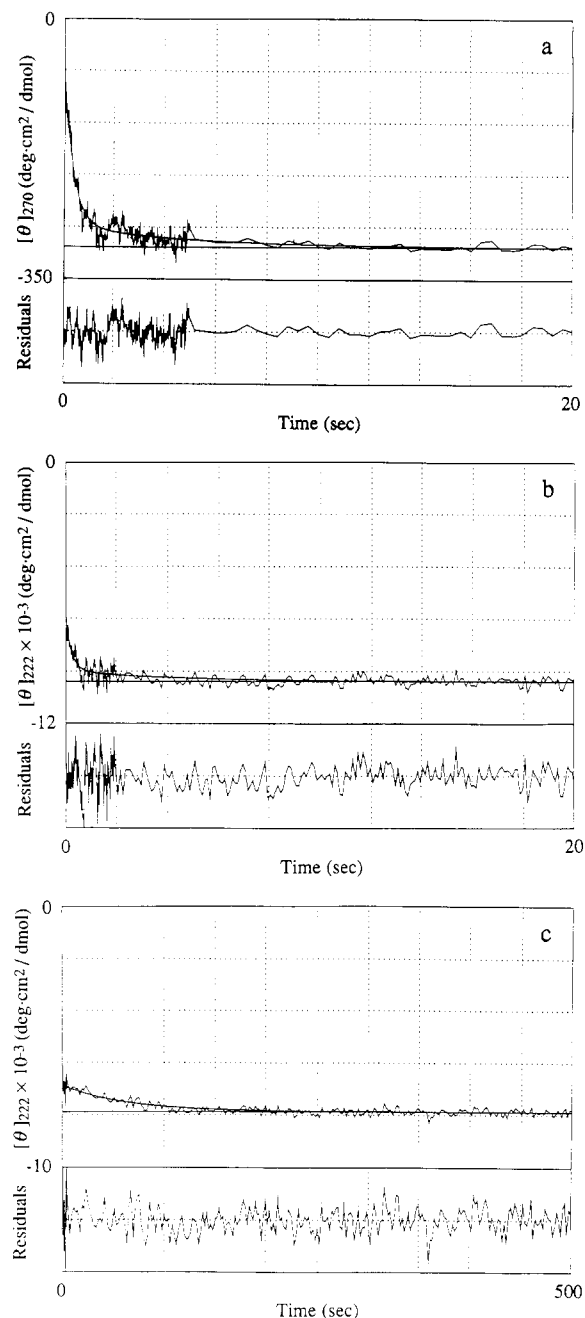 0
a
[θ]270 (deg·cm2 / dmol)
-350
Residuals
0
20
Time (sec)
0
b
[θ]222 × 10-3 (deg·cm2 / dmol)
-12
Residuals
0
20
Time (sec)
0
c
[θ]222 × 10-3 (deg·cm2 / dmol)
-10
Residuals
0
500
Time (sec)